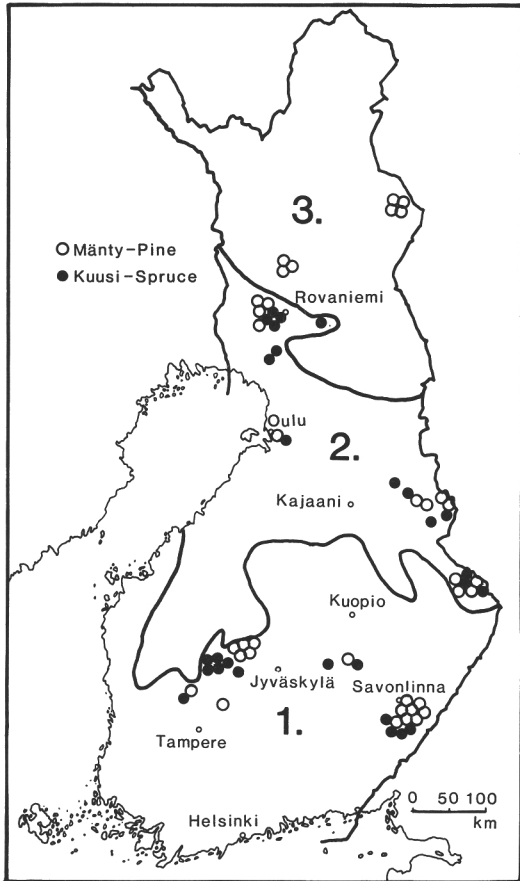 3.
Mänty-Pine
Kuusi-Spruce
Rovaniemi
Oulu
2.
Kajaani
Kuopio
Jyväskylä
Savonlinna
1.
Tampere
0 50 100
km
Helsinki